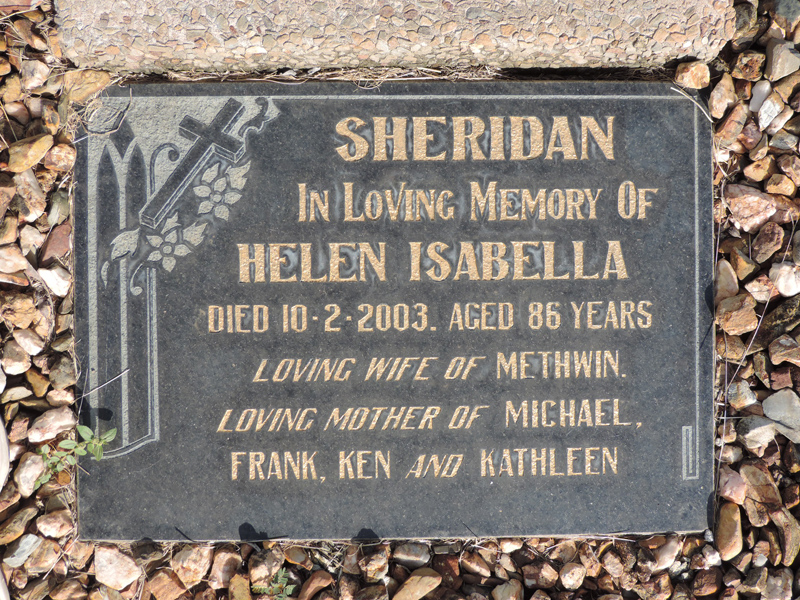 SHERIDAN
IN LOVING MEMORY OF
HELEN ISABELLA
DIED 10·2·2003. AGED 86 YEARS
LOVING WIFE OF METHWIN.
LOVING MOTHER OF MICHAEL,
FRANK, KEN AND KATHLEEN